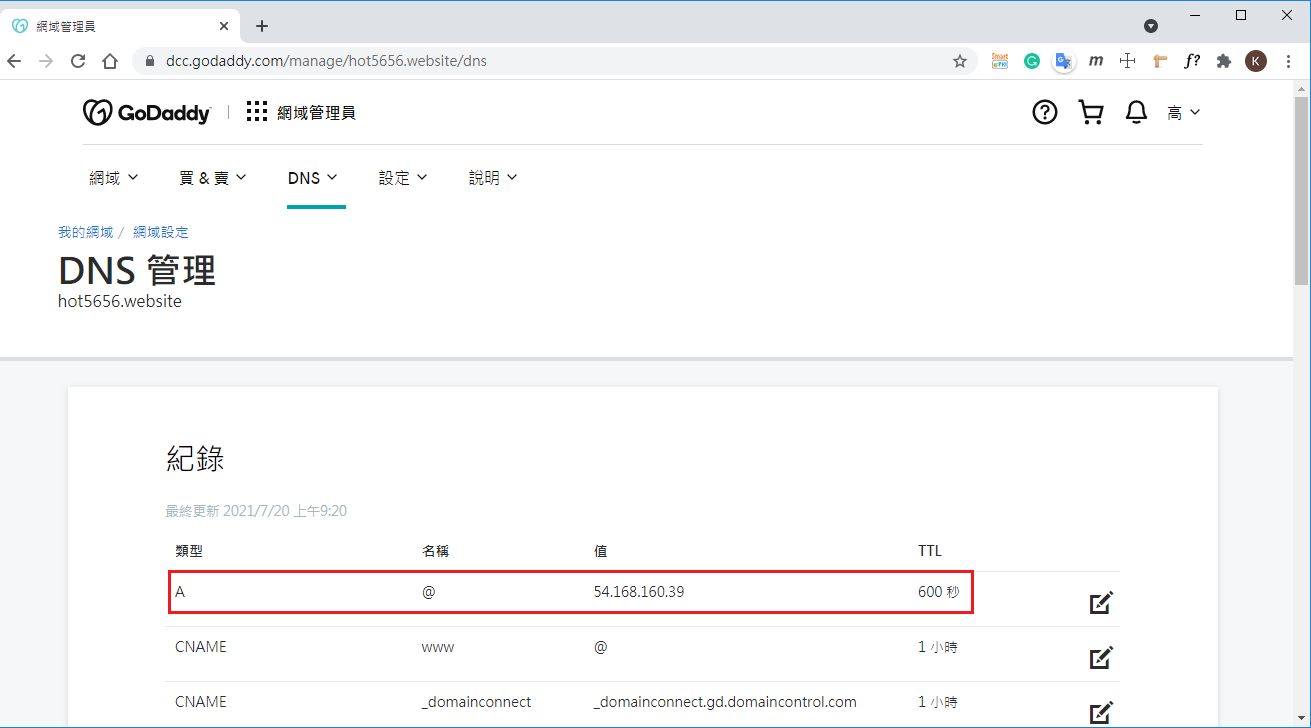 網域管理員
dcc.godaddy.com/manage/hot5656.website/dns
m
f?
K
GoDaddy 網域管理員 高
網域 買 & 賣 DNS 設定 說明
我的網域 / 網域設定
DNS 管理
hot5656.website
紀錄
最終更新 2021/7/20 上午9:20
類型 名稱 值 TTL
A @ 54.168.160.39 600 秒
CNAME www @ 1 小時
CNAME _domainconnect _domainconnect.gd.domaincontrol.com 1 小時